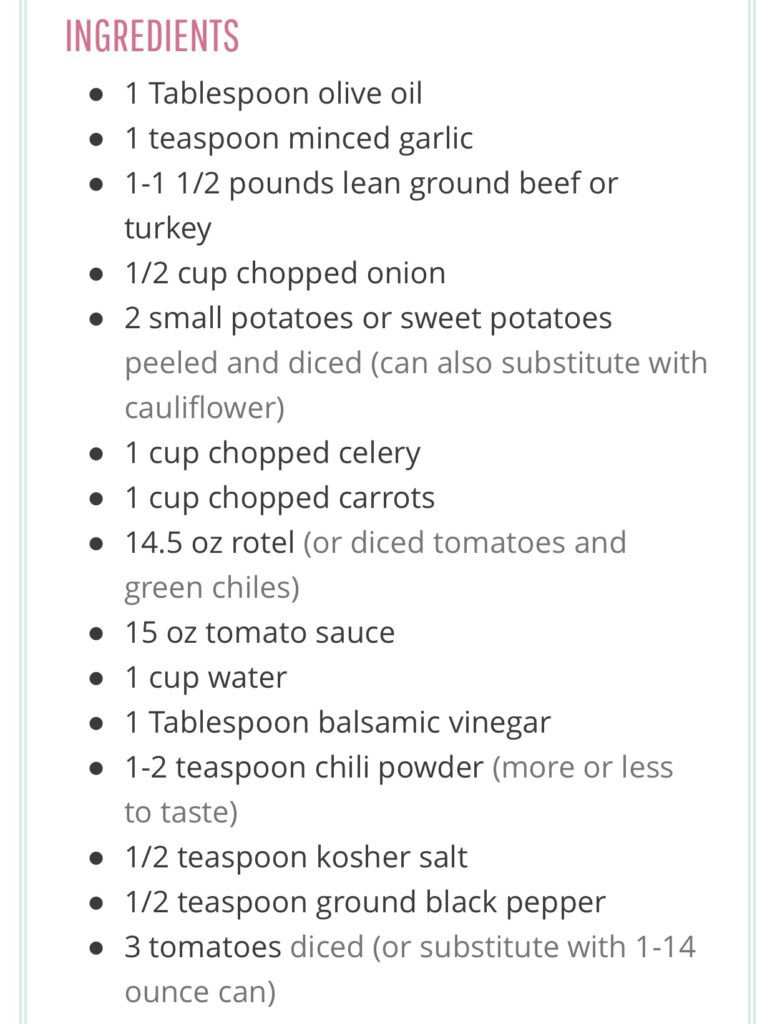 INGREDIENTS
● 1 Tablespoon olive oil
● 1 teaspoon minced garlic
● 1-1 1/2 pounds lean ground beef or
turkey
● 1/2 cup chopped onion
● 2 small potatoes or sweet potatoes
peeled and diced (can also substitute with
cauliflower)
● 1 cup chopped celery
● 1 cup chopped carrots
● 14.5 oz rotel (or diced tomatoes and
green chiles)
● 15 oz tomato sauce
● 1 cup water
● 1 Tablespoon balsamic vinegar
● 1-2 teaspoon chili powder (more or less
to taste)
● 1/2 teaspoon kosher salt
● 1/2 teaspoon ground black pepper
● 3 tomatoes diced (or substitute with 1-14
ounce can)